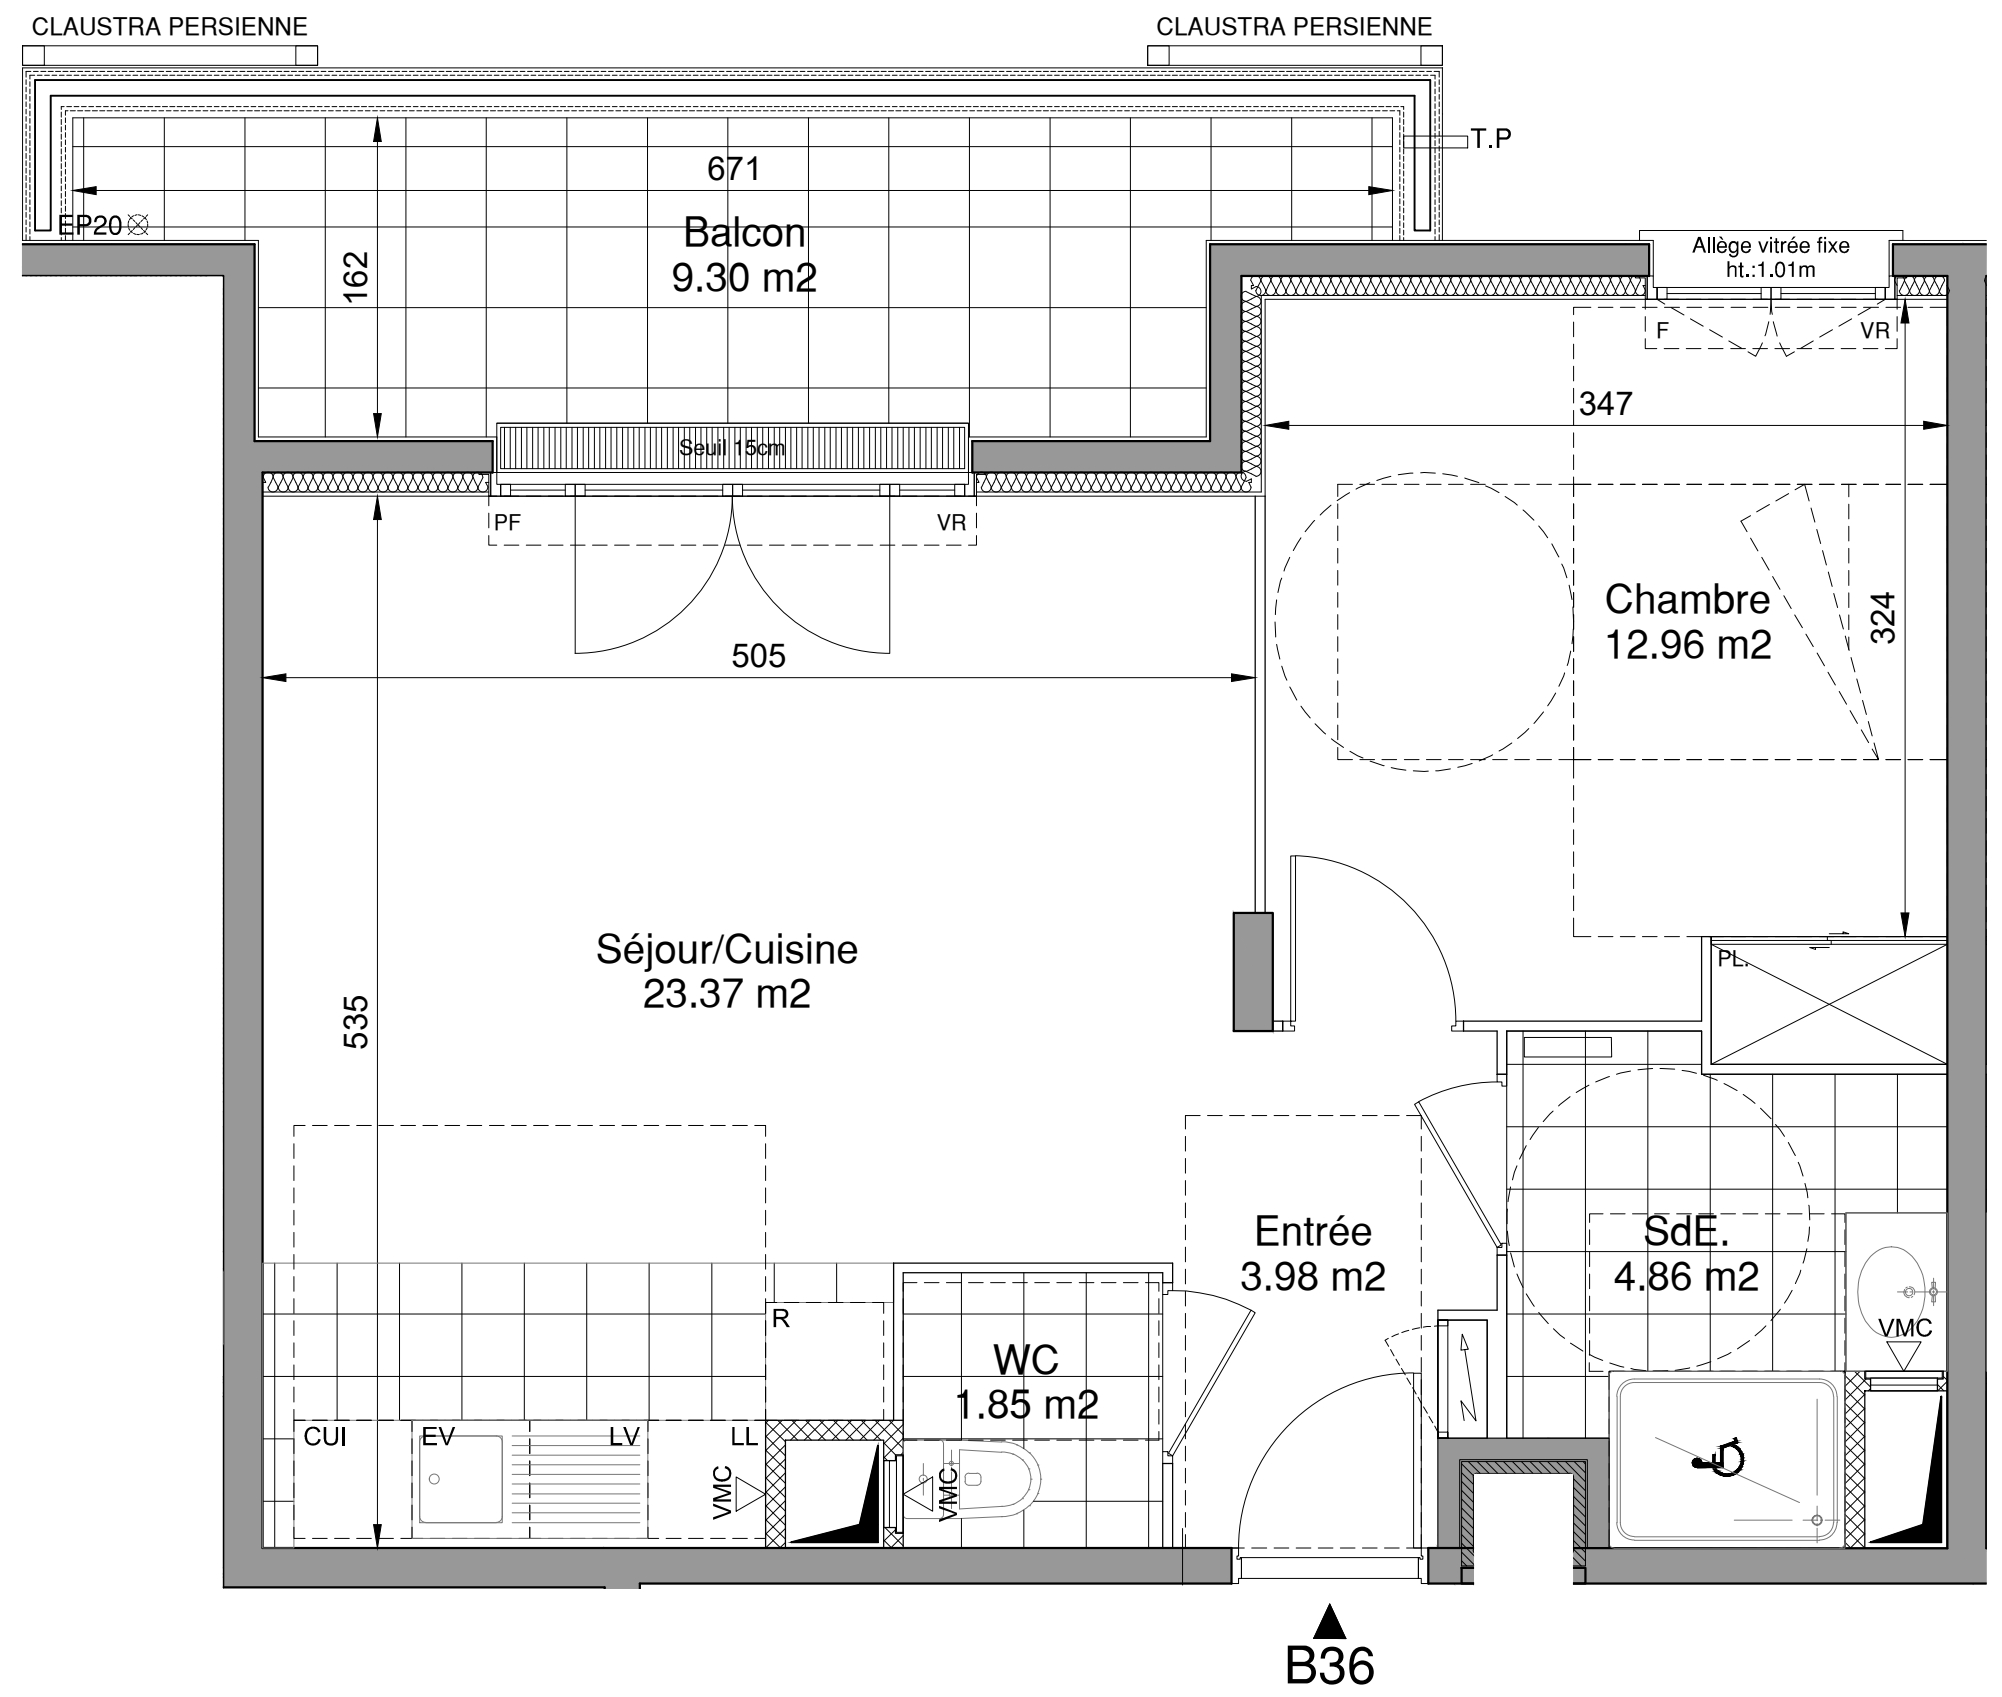 CLAUSTRA PERSIENNE
CLAUSTRA PERSIENNE
T.P
671
EP20
Balcon
9.30 m2
162
Allège vitrée fixe
ht.:1.01m
F
VR
347
Seuil 15cm
PF
VR
505
Chambre
12.96 m2
324
Séjour/Cuisine
23.37 m2
535
PL.
Entrée
3.98 m2
SdE.
4.86 m2
R
VMC
WC
1.85 m2
CUI
EV
LV
LL
VMC
VMC
B36